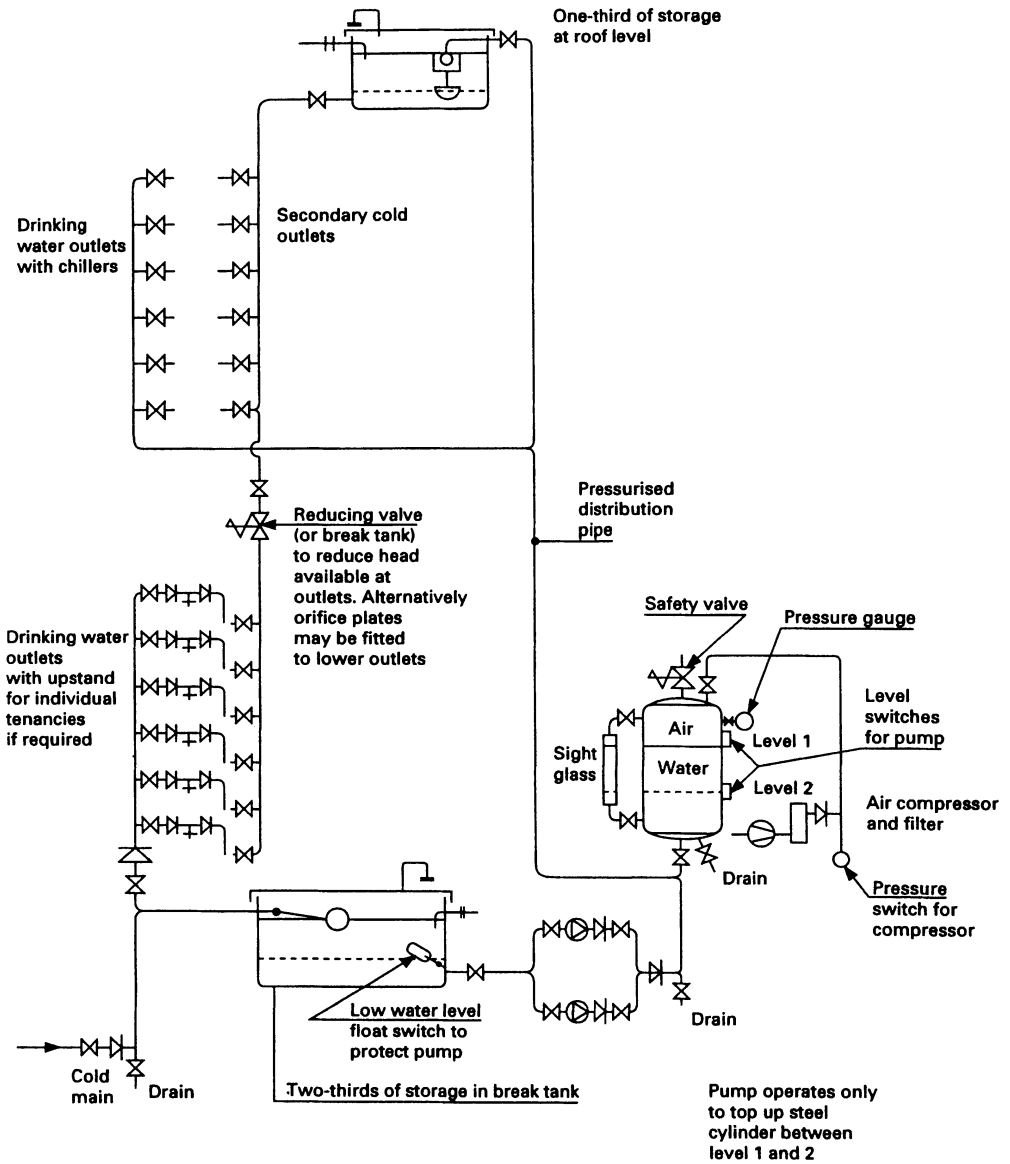 One-third of storage
at roof level
Drinking
water outlets
with chillers
Secondary cold
outlets
Pressurised
distribution
pipe
Reducing valve
(or break tank)
to reduce head
available at
outlets. Alternatively
orifice plates
may be fitted
to lower outlets
Drinking water
outlets
with upstand
for individual
tenancies
if required
Safety valve
Pressure gauge
Level
switches
for pump
Air
Level 1
Sight
glass
Water
Level 2
Air compressor
and filter
Drain
Pressure
switch for
compressor
Low water level
float switch to
protect pump
Drain
Cold
main
Drain
Two-thirds of storage in break tank
Pump operates only
to top up steel
cylinder between
level 1 and 2